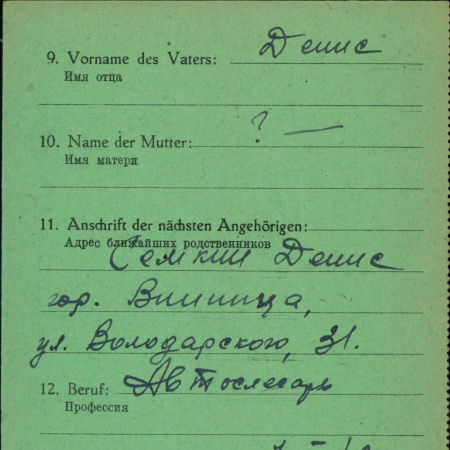 9. Vorname des Vaters: Денис
Имя отца
10. Name der Mutter: ? —
Имя матери
11. Anschrift der nächsten Angehörigen:
Адрес ближайших родственников
Семкин Денис
гор. Винница,
ул. Володарского, 31.
12. Beruf: Автослесарь
Профессия